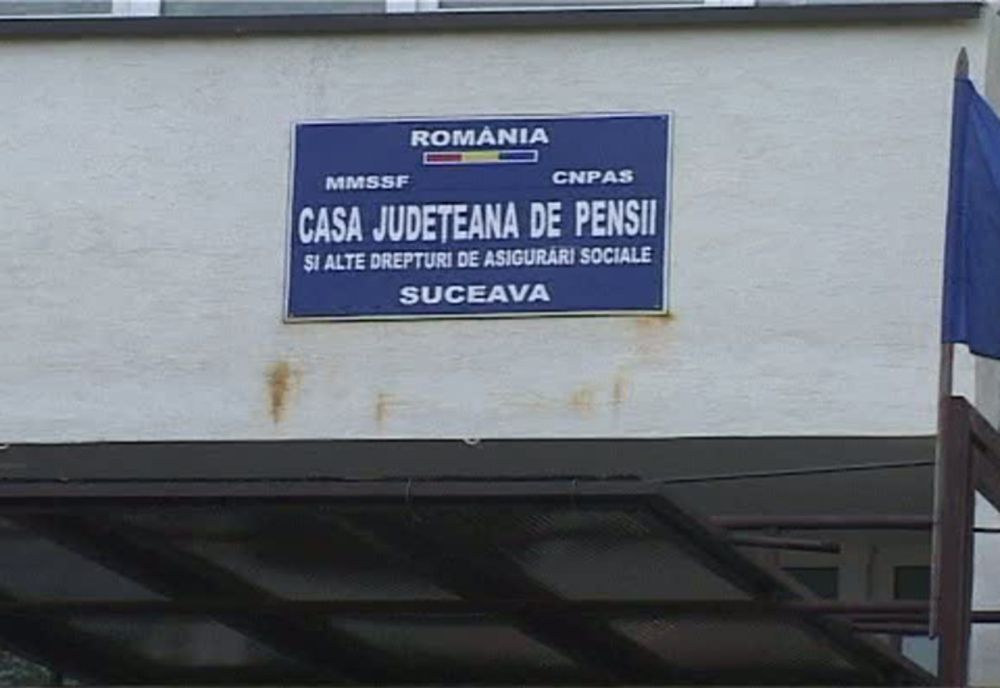 ROMÂNIA
MMSSF CNPAS
CASA JUDEȚEANA DE PENSII
ȘI ALTE DREPTURI DE ASIGURĂRI SOCIALE
SUCEAVA